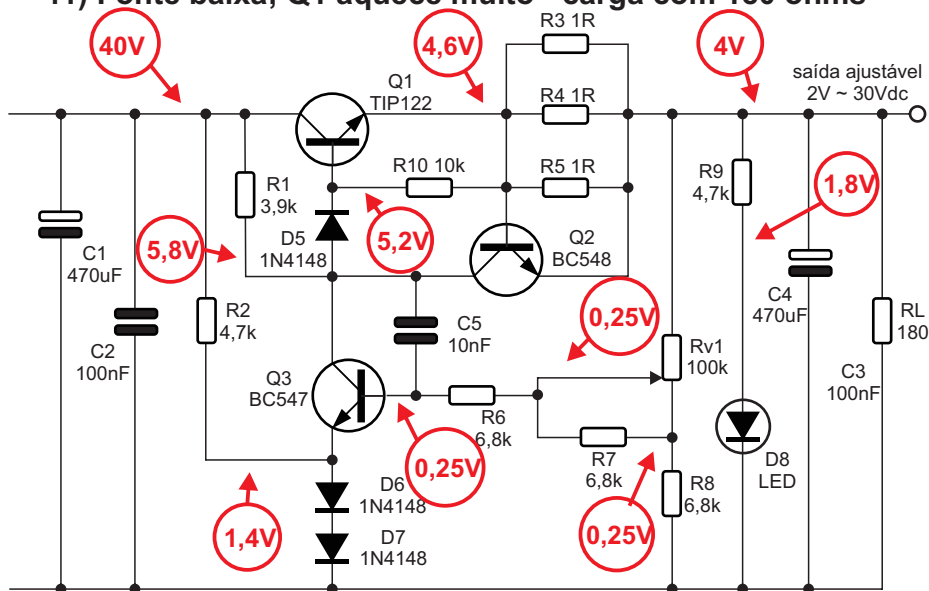 11) Fonte baixa, Q1 aquece muito - carga com 180 ohms
R3 1R
40V
4,6V
4V
Q1
TIP122
saída ajustável
2V ~ 30Vdc
R4 1R
R10 10k
R5 1R
R9
4,7k
1,8V
R1
3,9k
D5
1N4148
5,2V
Q2
BC548
C1
470uF
5,8V
C4
470uF
R2
4,7k
C2
100nF
C5
10nF
0,25V
Rv1
100k
RL
180
C3
100nF
Q3
BC547
R6
6,8k
0,25V
R7
6,8k
D8
LED
D6
1N4148
R8
6,8k
1,4V
D7
1N4148
0,25V